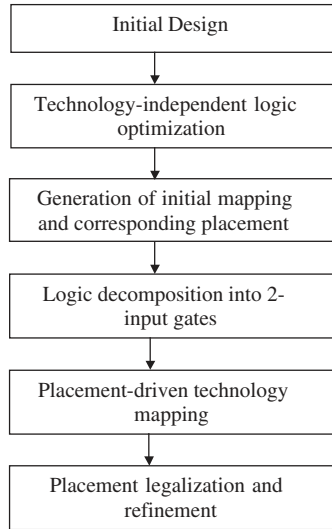 Initial Design
Technology-independent logic
optimization
Generation of initial mapping
and corresponding placement
Logic decomposition into 2-
input gates
Placement-driven technology
mapping
Placement legalization and
refinement